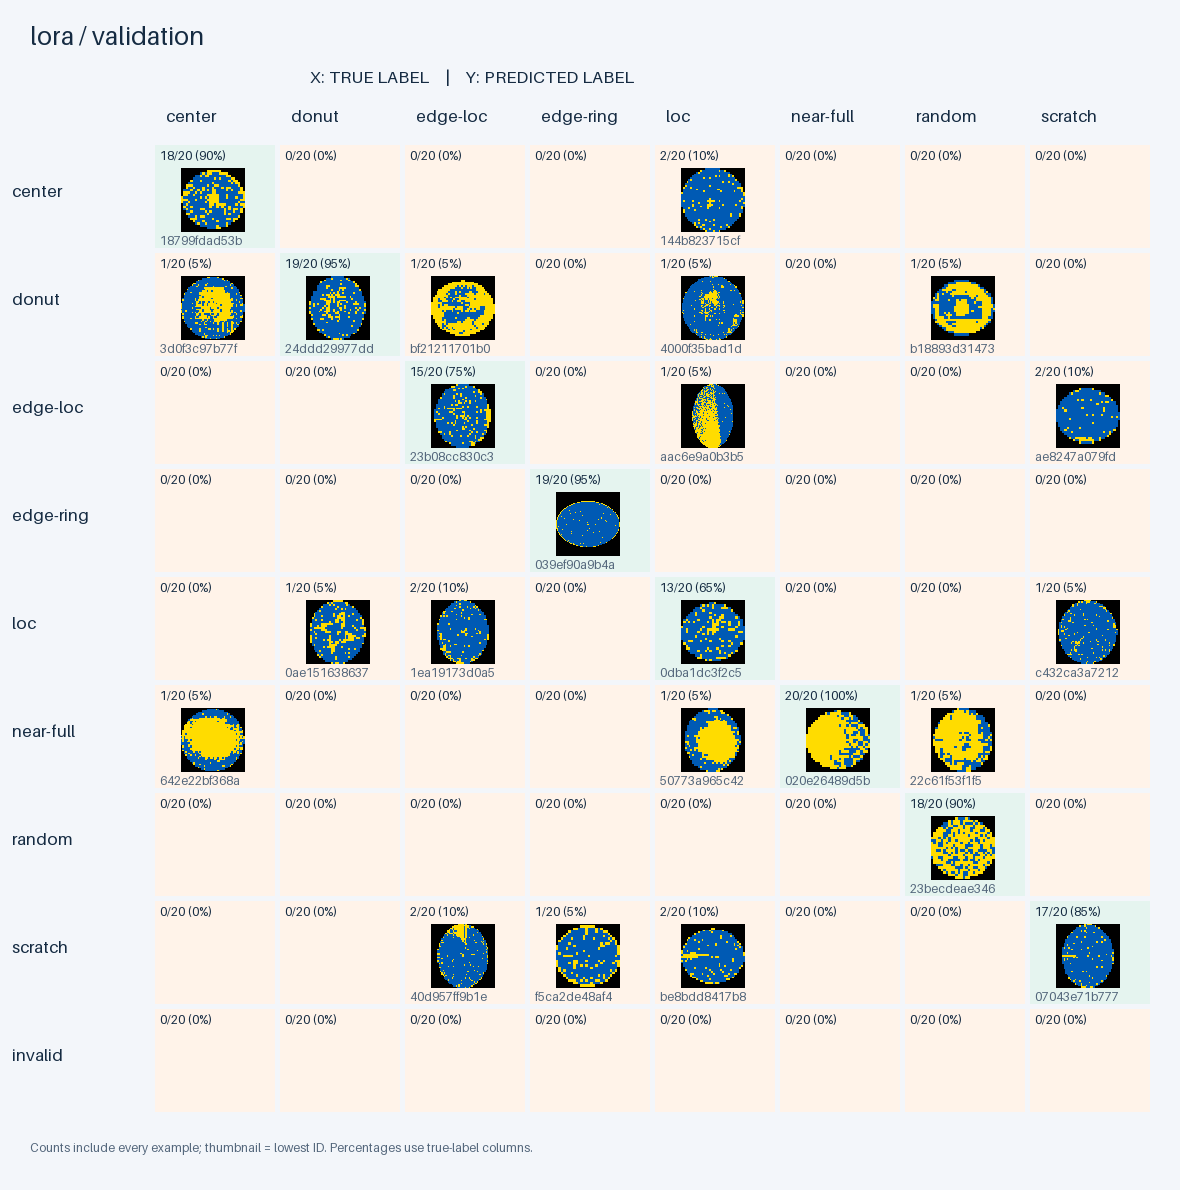 lora / validation
X: TRUE LABEL | Y: PREDICTED LABEL
center donut edge-loc edge-ring loc near-full random scratch
18/20 (90%) 0/20 (0%) 0/20 (0%) 0/20 (0%) 2/20 (10%) 0/20 (0%) 0/20 (0%) 0/20 (0%)
center
18799fdad53b 144b823715cf
1/20 (5%) 19/20 (95%) 1/20 (5%) 0/20 (0%) 1/20 (5%) 0/20 (0%) 1/20 (5%) 0/20 (0%)
donut
3d0f3c97b77f 24ddd29977dd bf21211701b0 4000f35bad1d b18893d31473
0/20 (0%) 0/20 (0%) 15/20 (75%) 0/20 (0%) 1/20 (5%) 0/20 (0%) 0/20 (0%) 2/20 (10%)
edge-loc
23b08cc830c3 aac6e9a0b3b5 ae8247a079fd
0/20 (0%) 0/20 (0%) 0/20 (0%) 19/20 (95%) 0/20 (0%) 0/20 (0%) 0/20 (0%) 0/20 (0%)
edge-ring
039ef90a9b4a
0/20 (0%) 1/20 (5%) 2/20 (10%) 0/20 (0%) 13/20 (65%) 0/20 (0%) 0/20 (0%) 1/20 (5%)
loc
0ae151638637 1ea19173d0a5 0dba1dc3f2c5 c432ca3a7212
1/20 (5%) 0/20 (0%) 0/20 (0%) 0/20 (0%) 1/20 (5%) 20/20 (100%) 1/20 (5%) 0/20 (0%)
near-full
642e22bf368a 50773a965c42 020e26489d5b 22c61f53f1f5
0/20 (0%) 0/20 (0%) 0/20 (0%) 0/20 (0%) 0/20 (0%) 0/20 (0%) 18/20 (90%) 0/20 (0%)
random
23becdeae346
0/20 (0%) 0/20 (0%) 2/20 (10%) 1/20 (5%) 2/20 (10%) 0/20 (0%) 0/20 (0%) 17/20 (85%)
scratch
40d957ff9b1e f5ca2de48af4 be8bdd8417b8 07043e71b777
0/20 (0%) 0/20 (0%) 0/20 (0%) 0/20 (0%) 0/20 (0%) 0/20 (0%) 0/20 (0%) 0/20 (0%)
invalid
Counts include every example; thumbnail = lowest ID. Percentages use true-label columns.